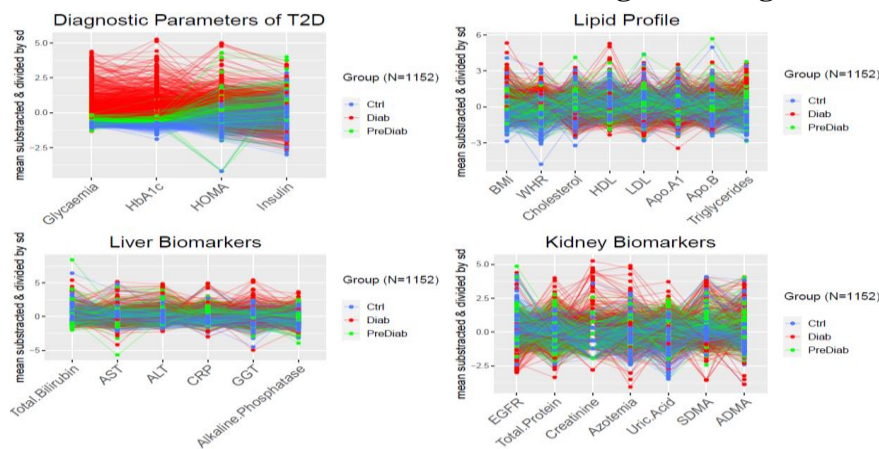 Diagnostic Parameters of T2D
mean substracted & divided by sd
5.0
2.5
0.0
−2.5
Glycaemia
HbA1c
HOMA
Insulin
Group (N=1152)
Ctrl
Diab
PreDiab
Lipid Profile
mean substracted & divided by sd
6
3
0
−3
BMI
WHR
Cholesterol
HDL
LDL
Apo.A1
Apo.B
Triglycerides
Group (N=1152)
Ctrl
Diab
PreDiab
Liver Biomarkers
mean substracted & divided by sd
5
0
−5
Total.Bilirubin
AST
ALT
CRP
GGT
Alkaline.Phosphatase
Group (N=1152)
Ctrl
Diab
PreDiab
Kidney Biomarkers
mean substracted & divided by sd
5.0
2.5
0.0
−2.5
EGFR
Total.Protein
Creatinine
Azotemia
Uric.Acid
SDMA
ADMA
Group (N=1152)
Ctrl
Diab
PreDiab